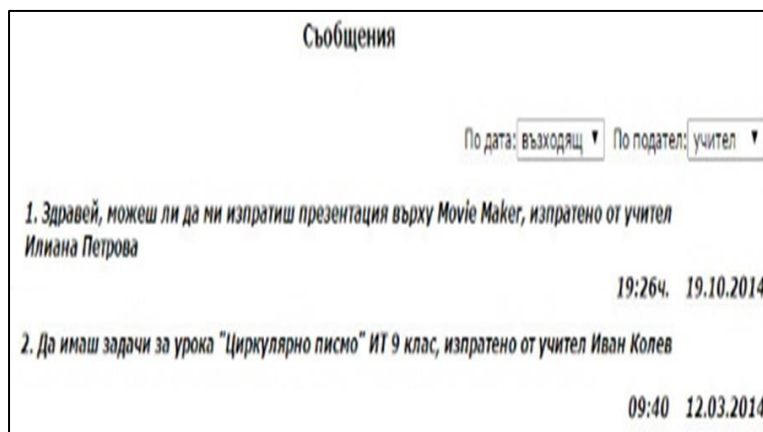 Съобщения
По дата: възходящ ▼ По подател: учител ▼
1. Здравей, можеш ли да ми изпратиш презентация върху Movie Maker, изпратено от учител
Илиана Петрова
19:26ч. 19.10.2014
2. Да имаш задачи за урока "Циркулярно писмо" ИТ 9 клас, изпратено от учител Иван Колев
09:40 12.03.2014